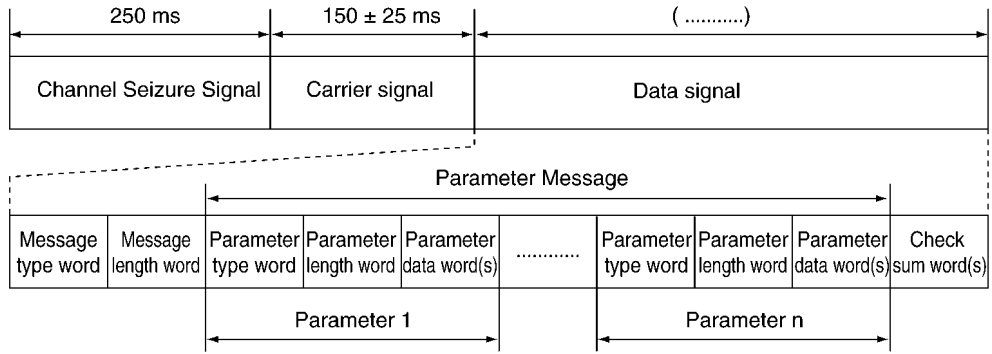 250 ms 150 ± 25 ms ( ...........)
Channel Seizure Signal Carrier signal Data signal
Parameter Message
Message Message Parameter Parameter Parameter ............ Parameter Parameter Parameter Check
type word length word type word length word data word(s) type word length word data word(s) sum word(s)
Parameter 1 Parameter n